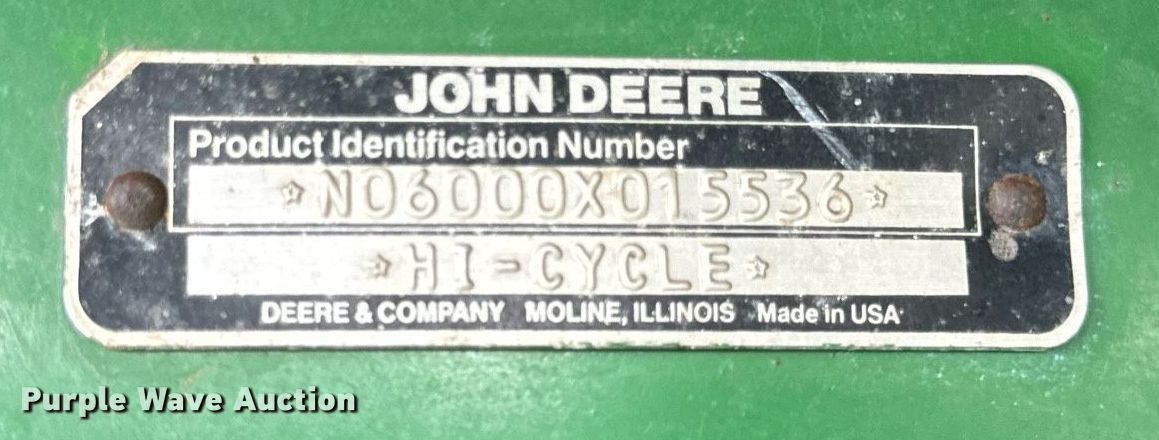 JOHN DEERE
Product Identification Number
☆N06000X015536☆
☆HI-CYCLE☆
DEERE & COMPANY MOLINE, ILLINOIS Made in USA
Purple Wave Auction